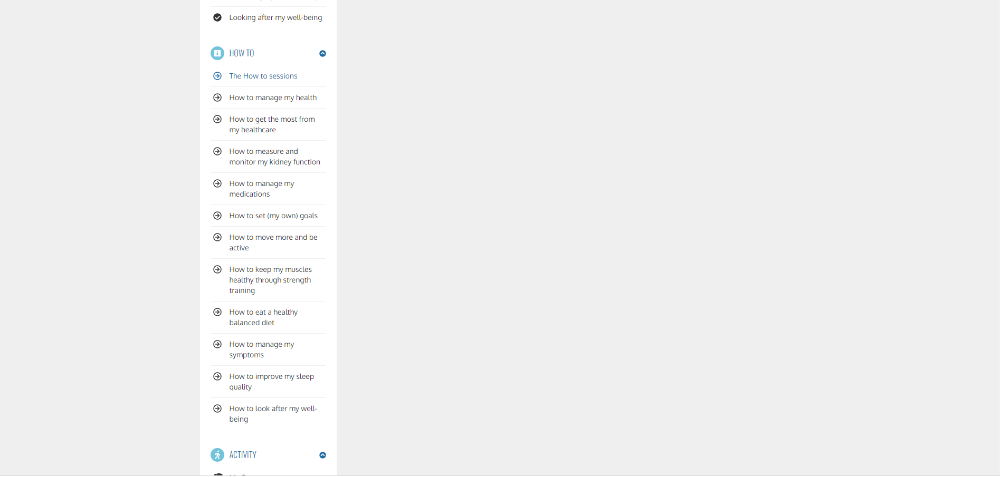 Looking after my well-being
HOW TO
The How to sessions
How to manage my health
How to get the most from
my healthcare
How to measure and
monitor my kidney function
How to manage my
medications
How to set (my own) goals
How to move more and be
active
How to keep my muscles
healthy through strength
training
How to eat a healthy
balanced diet
How to manage my
symptoms
How to improve my sleep
quality
How to look after my well-
being
ACTIVITY